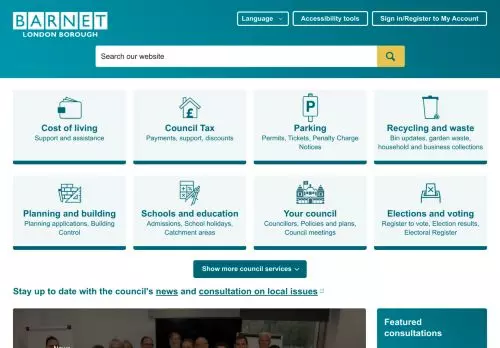 BARNET
LONDON BOROUGH
Language
Accessibility tools
Sign in/Register to My Account
Search our website
Cost of living
Support and assistance
Council Tax
Payments, support, discounts
P
Parking
Permits, Tickets, Penalty Charge
Notices
Recycling and waste
Bin updates, garden waste,
household and business collections
Planning and building
Planning applications, Building
Control
Schools and education
Admissions, School holidays,
Catchment areas
Your council
Councillors, Policies and plans,
Council meetings
Elections and voting
Register to vote, Election results,
Electoral Register
Show more council services
Stay up to date with the council's news and consultation on local issues
News
Featured
consultations